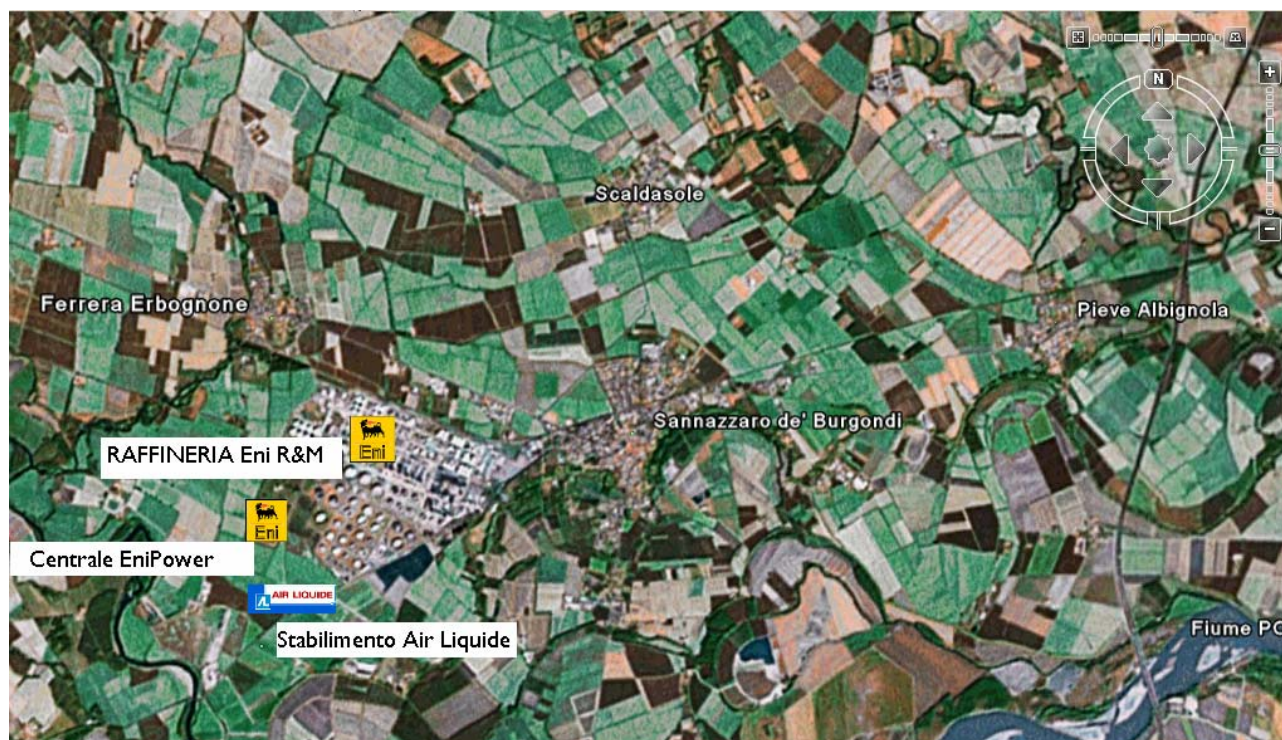 N
Scaldasole
Ferrera Erbognone
Pieve Albignola
Sannazzaro de' Burgondi
Eni
RAFFINERIA Eni R&M
Eni
Centrale EniPower
AIR LIQUIDE
Stabilimento Air Liquide
Fiume PO